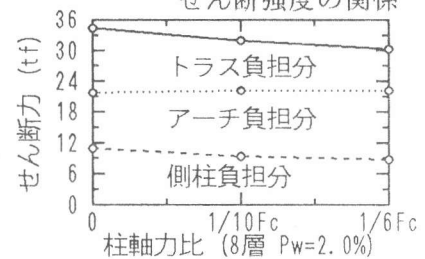 せん断強度の関係
36
30
24
18
12
6
0
せん断力 (tf)
トラス負担分
アーチ負担分
側柱負担分
0 1/10Fc 1/6Fc
柱軸力比 (8層 Pw=2.0%)